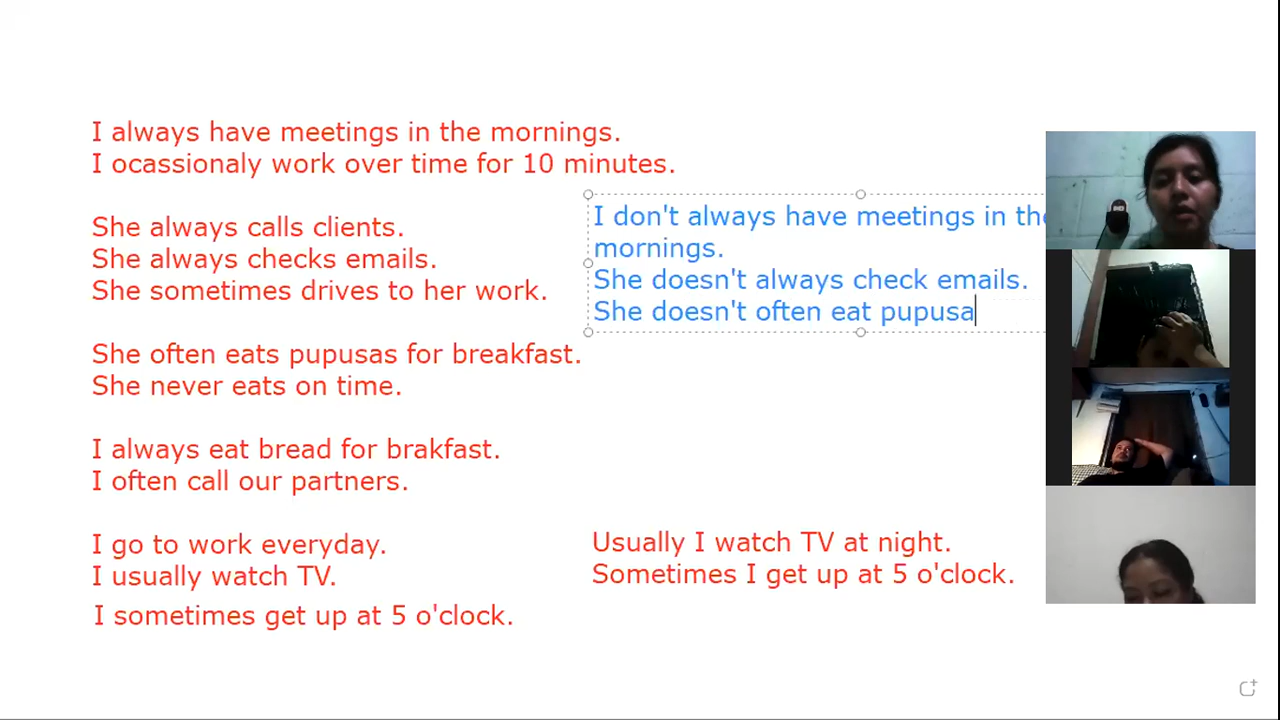 I always have meetings in the mornings.
I ocassionaly work over time for 10 minutes.
She always calls clients.
She always checks emails.
She sometimes drives to her work.
She often eats pupusas for breakfast.
She never eats on time.
I always eat bread for brakfast.
I often call our partners.
I go to work everyday.
I usually watch TV.
I sometimes get up at 5 o'clock.
I don't always have meetings in the
mornings.
She doesn't always check emails.
She doesn't often eat pupusa
Usually I watch TV at night.
Sometimes I get up at 5 o'clock.